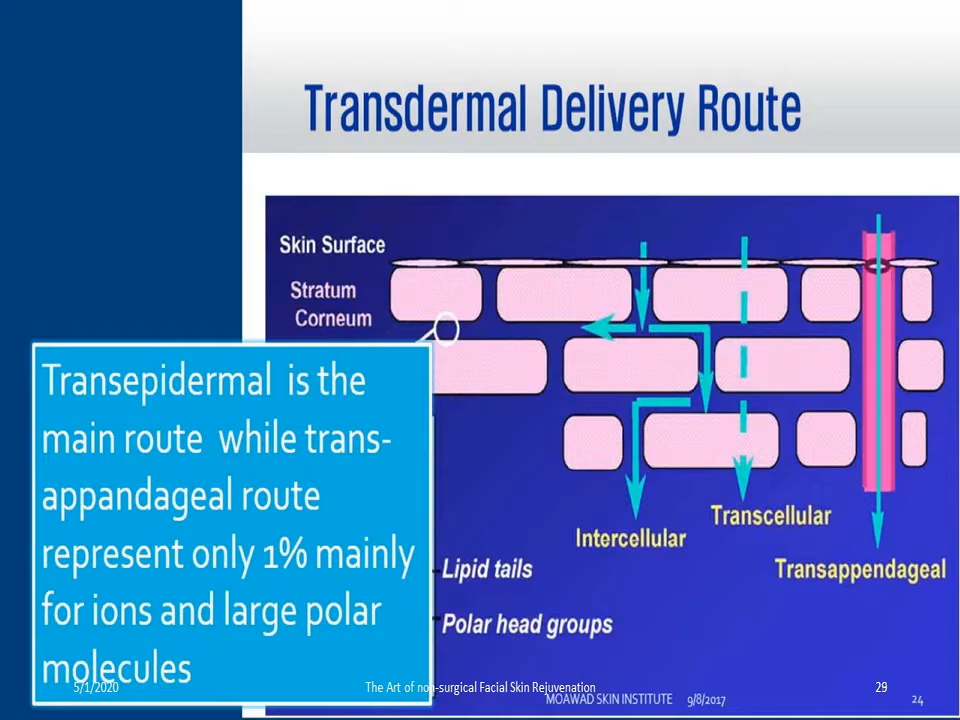 Transdermal Delivery Route
Skin Surface
Stratum
Corneum
Transepidermal is the
main route while trans-
appandageal route
represent only 1% mainly
for ions and large polar
molecules
Intercellular
Transcellular
Transappendageal
Lipid tails
Polar head groups
5/1/2020
The Art of non-surgical Facial Skin Rejuvenation
29
MOAWAD SKIN INSTITUTE 9/8/2017
24